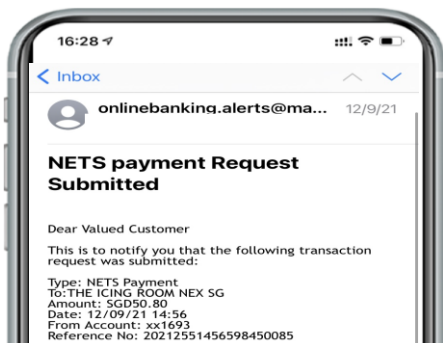 16:28
Inbox
onlinebanking.alerts@ma... 12/9/21
NETS payment Request
Submitted
Dear Valued Customer
This is to notify you that the following transaction
request was submitted:
Type: NETS Payment
To:THE ICING ROOM NEX SG
Amount: SGD50.80
Date: 12/09/21 14:56
From Account: xx1693
Reference No: 20212551456598450085